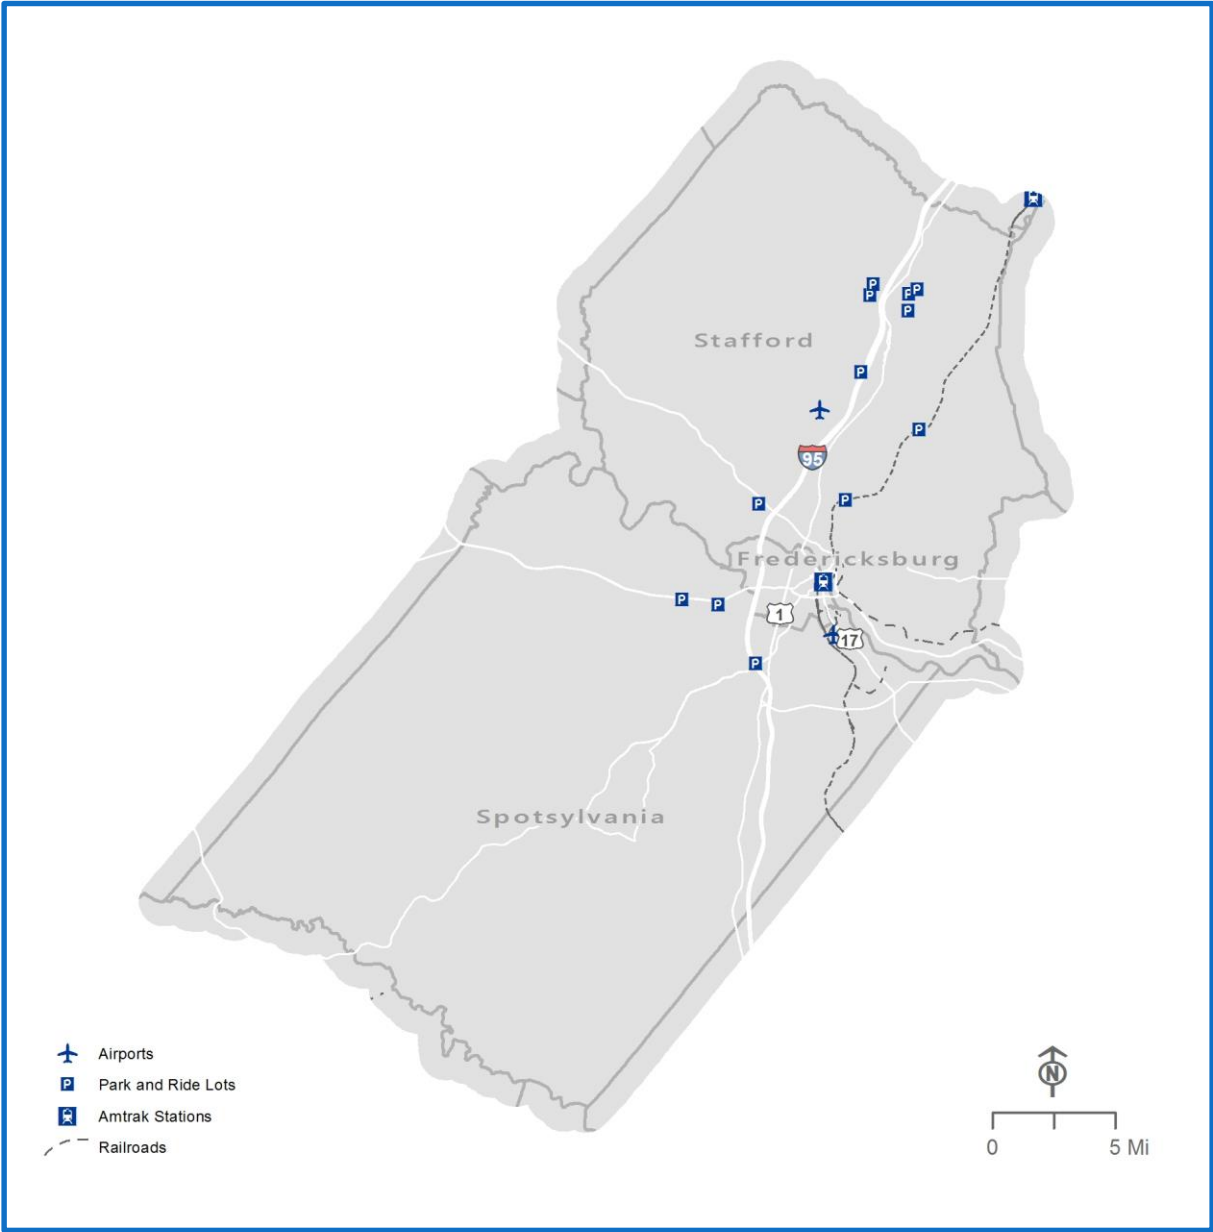 P
P
P
P
P
Stafford
P
95
P
P
P
Fredericksburg
P
P
1
17
P
Spotsylvania
Airports
P Park and Ride Lots
Amtrak Stations
Railroads
N
0 5 Mi